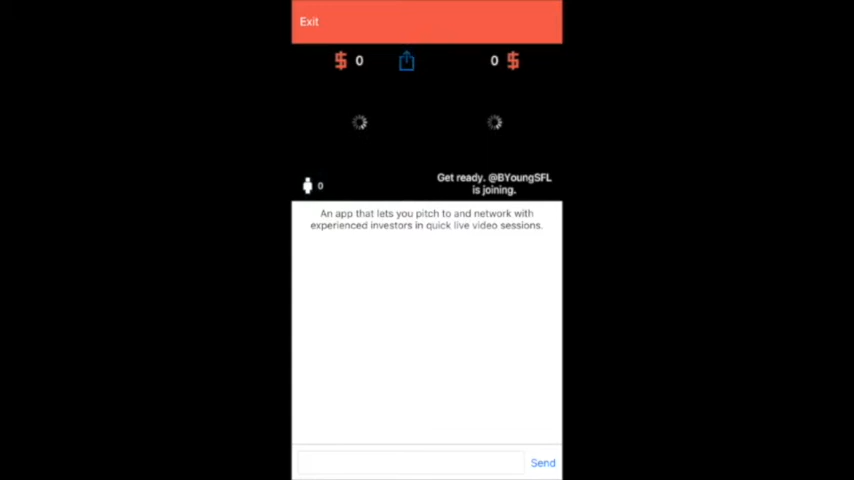 Exit
$ 0
0 $
0
Get ready. @BYoungSFL
is joining.
An app that lets you pitch to and network with
experienced investors in quick live video sessions.
Send